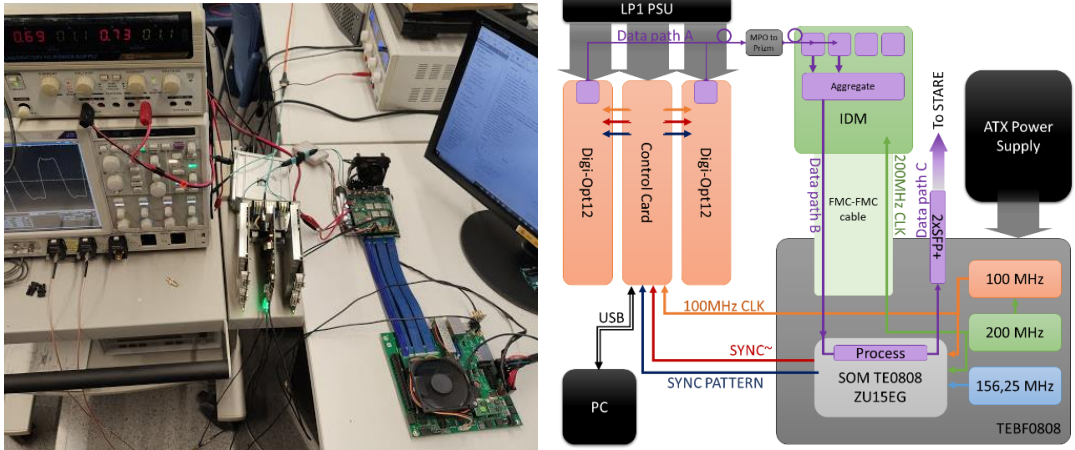 0.69
0.73
LP1 PSU
Data path A
MPO to
Prizm
Aggregate
IDM
To STARE
ATX Power
Supply
Digi-Opt12
Control Card
Digi-Opt12
Data path B
FMC-FMC
cable
200MHz CLK
Data path C
2xSFP+
100 MHz
USB
100MHz CLK
200 MHz
Process
SYNC~
SOM TE0808
ZU15EG
SYNC PATTERN
156,25 MHz
PC
TEBF0808